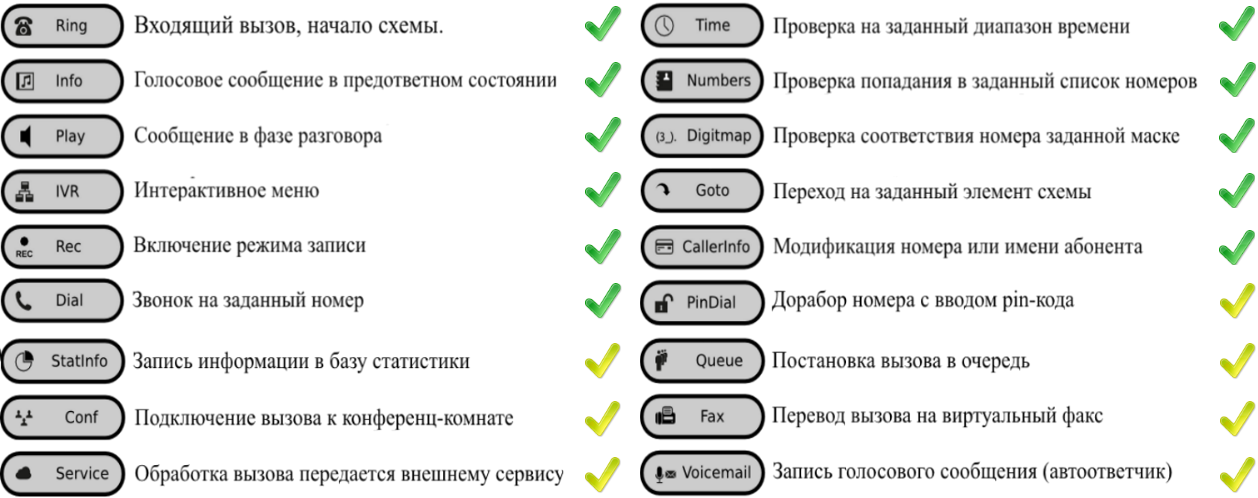 Ring Входящий вызов, начало схемы.
Info Голосовое сообщение в предответном состоянии
Play Сообщение в фазе разговора
IVR Интерактивное меню
REC Rec Включение режима записи
Dial Звонок на заданный номер
StatInfo Запись информации в базу статистики
Conf Подключение вызова к конференц-комнате
Service Обработка вызова передается внешнему сервису
Time Проверка на заданный диапазон времени
Numbers Проверка попадания в заданный список номеров
(3_). Digitmap Проверка соответствия номера заданной маске
Goto Переход на заданный элемент схемы
CallerInfo Модификация номера или имени абонента
PinDial Дорабор номера с вводом pin-кода
Queue Постановка вызова в очередь
Fax Перевод вызова на виртуальный факс
Voicemail Запись голосового сообщения (автоответчик)